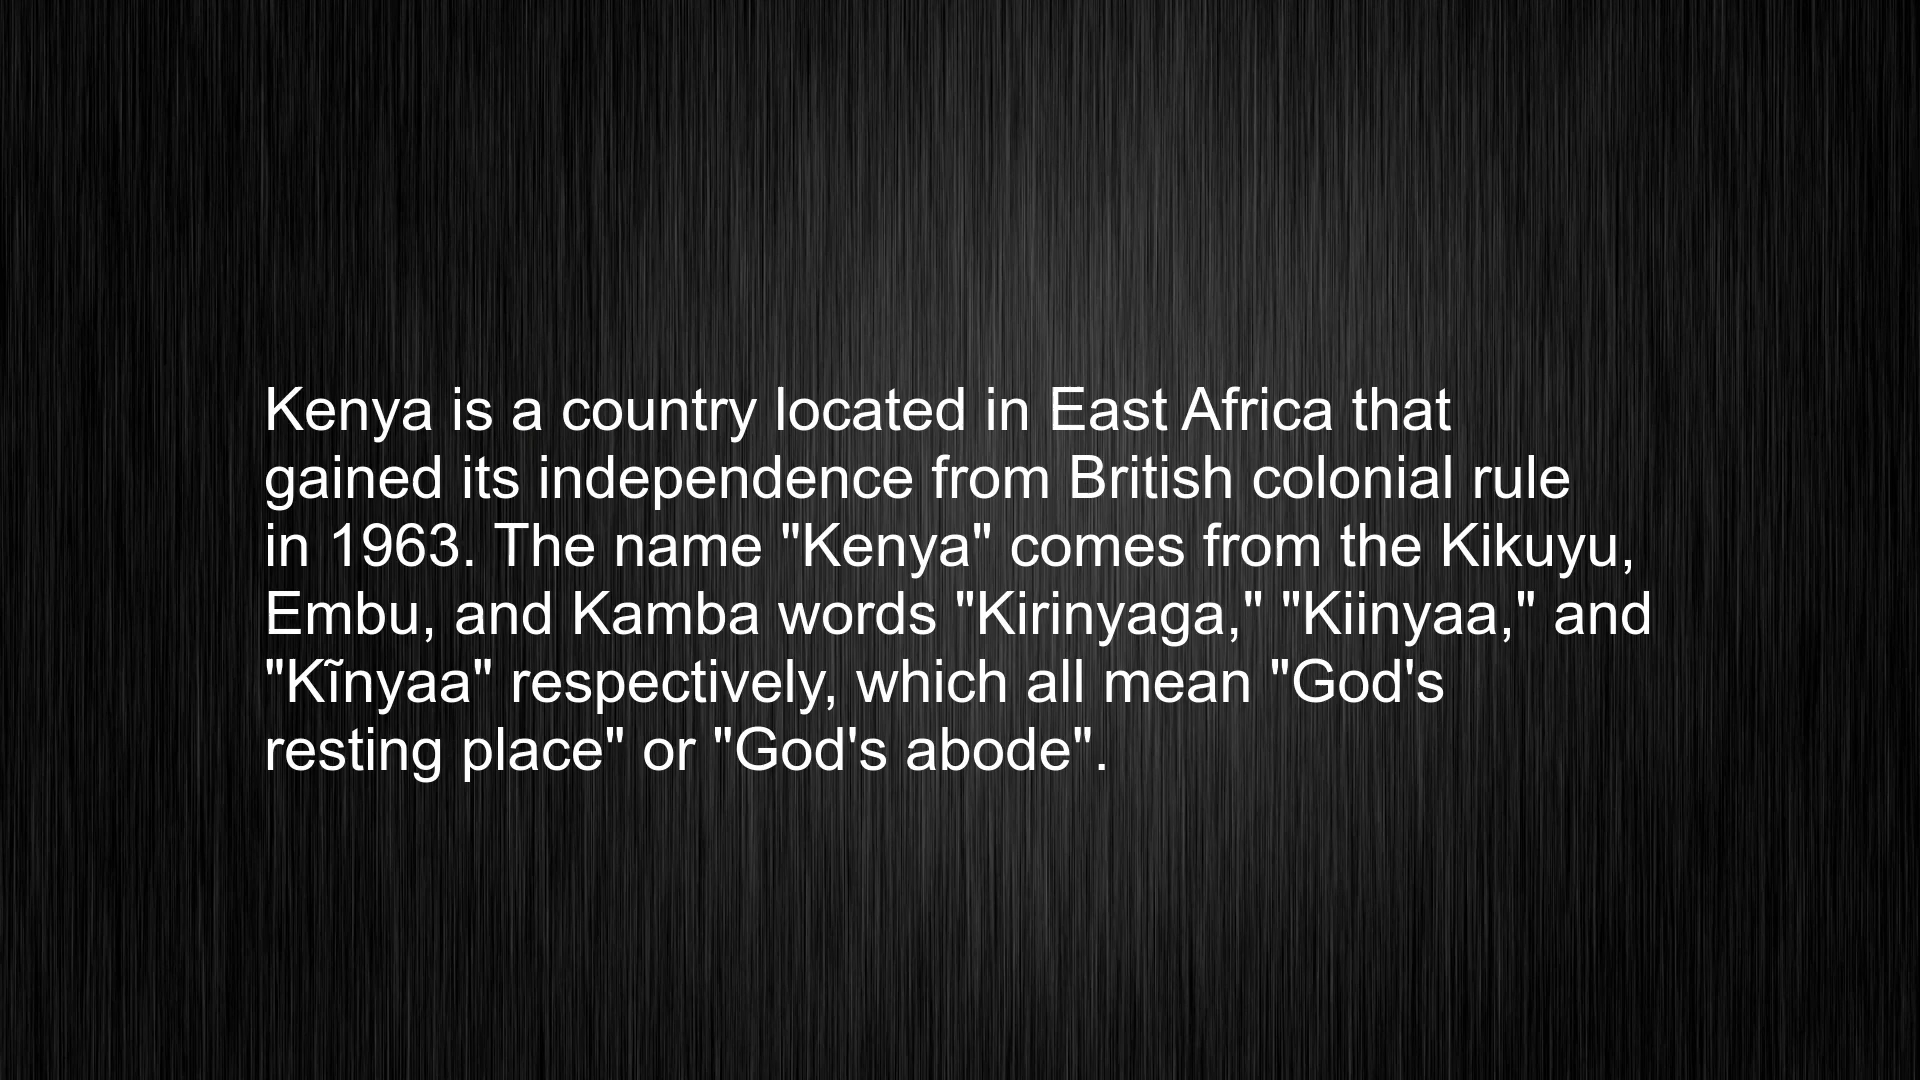 Kenya is a country located in East Africa that
gained its independence from British colonial rule
in 1963. The name "Kenya" comes from the Kikuyu,
Embu, and Kamba words "Kirinyaga," "Kiinyaa," and
"Kĩnyaa" respectively, which all mean "God's
resting place" or "God's abode".